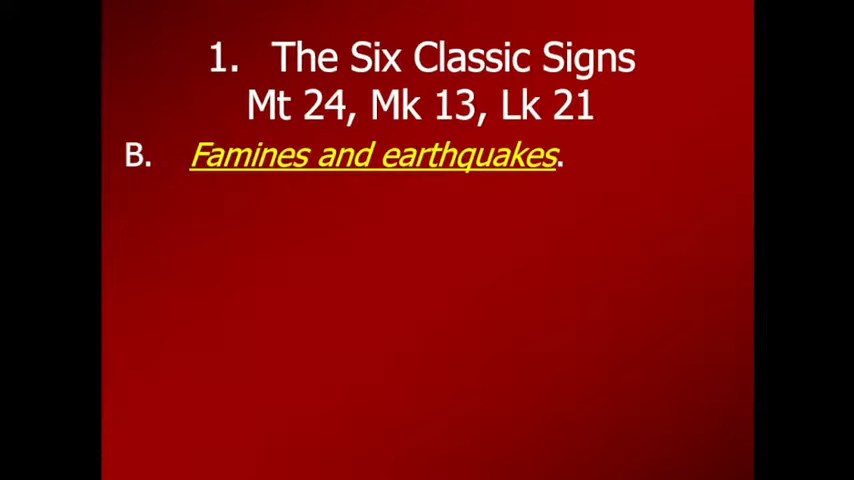 1. The Six Classic Signs
Mt 24, Mk 13, Lk 21
B. Famines and earthquakes.